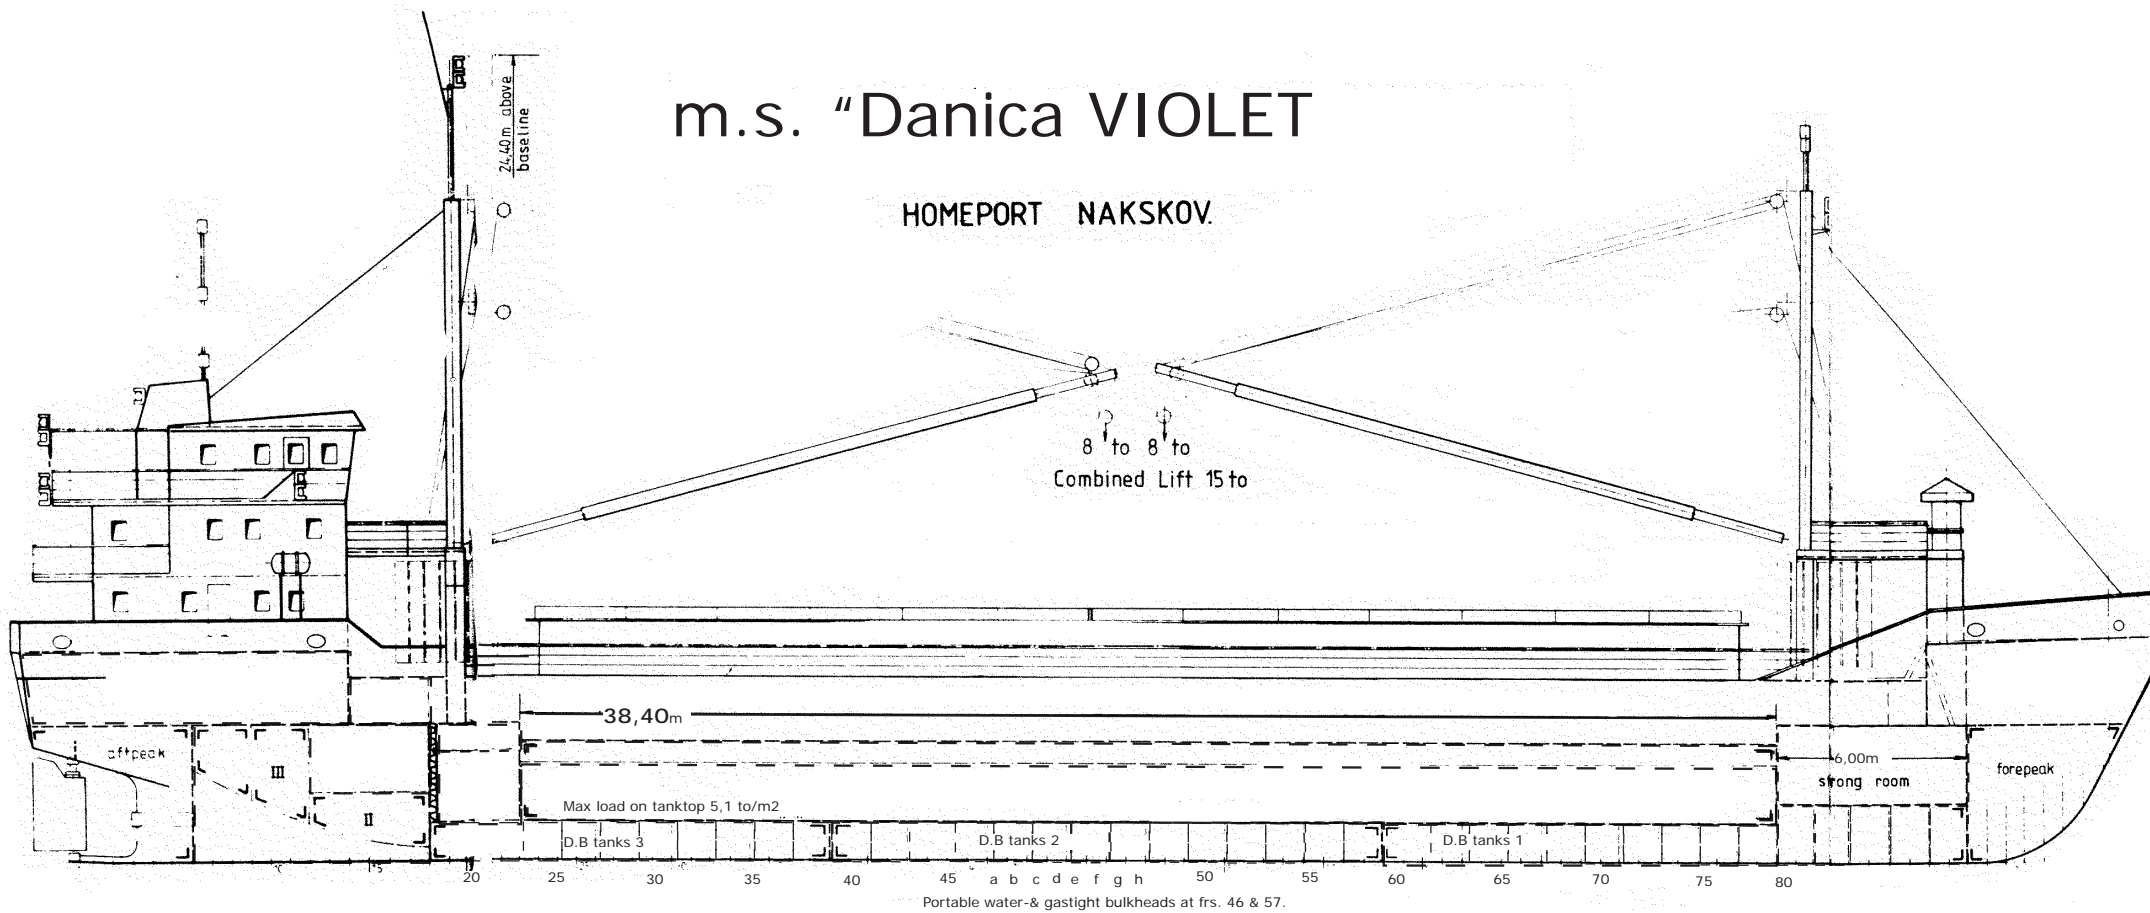 24,40m above
baseline
m.s. “Danica VIOLET
HOMEPORT NAKSKOV.
8 to 8 to
Combined Lift 15 to
38,40m
aftpeak
III
II
6,00m
strong room
forepeak
Max load on tanktop 5,1 to/m2
D.B tanks 3
D.B tanks 2
D.B tanks 1
20 25 30 35 40 45 a b c d e f g h 50 55 60 65 70 75 80
Portable water-& gastight bulkheads at frs. 46 & 57.